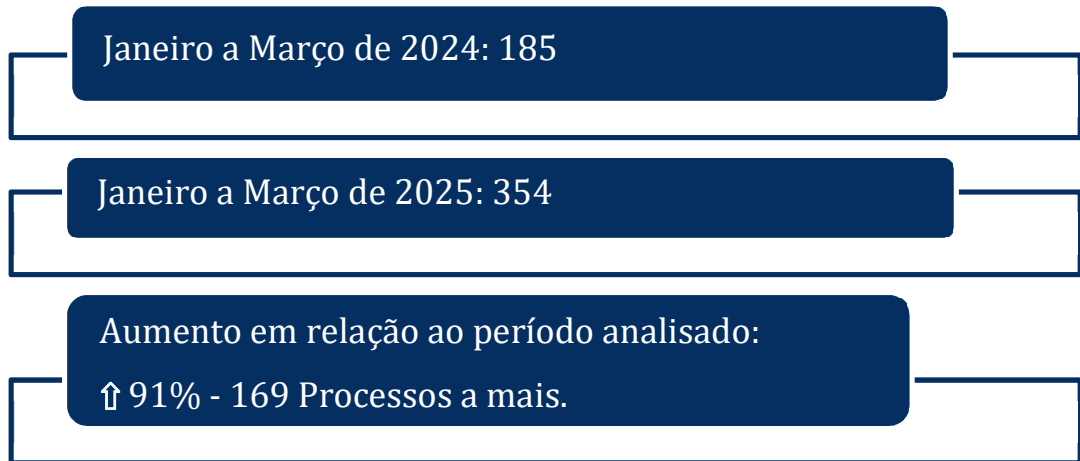 Janeiro a Março de 2024: 185
Janeiro a Março de 2025: 354
Aumento em relação ao período analisado:
⇧ 91% - 169 Processos a mais.